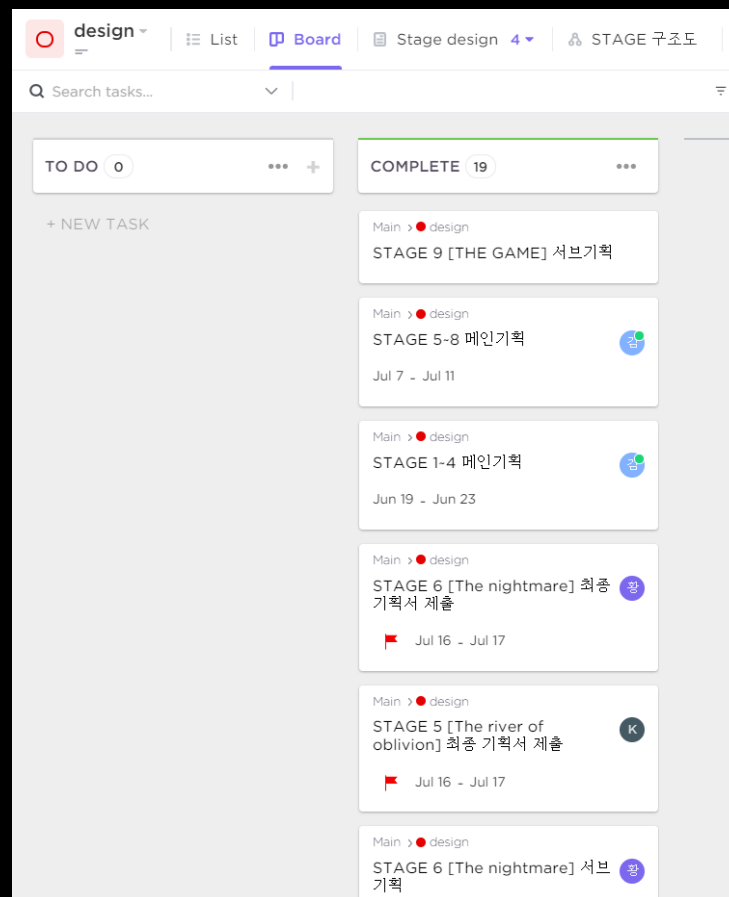 design
List
Board
Stage design 4
STAGE 구조도
Search tasks...
TO DO 0
+ NEW TASK
COMPLETE 19
Main > design
STAGE 9 [THE GAME] 서브기획
Main > design
STAGE 5~8 메인기획
김
Jul 7 - Jul 11
Main > design
STAGE 1~4 메인기획
김
Jun 19 - Jun 23
Main > design
STAGE 6 [The nightmare] 최종
기획서 제출
황
Jul 16 - Jul 17
Main > design
STAGE 5 [The river of
oblivion] 최종 기획서 제출
K
Jul 16 - Jul 17
Main > design
STAGE 6 [The nightmare] 서브
기획
황